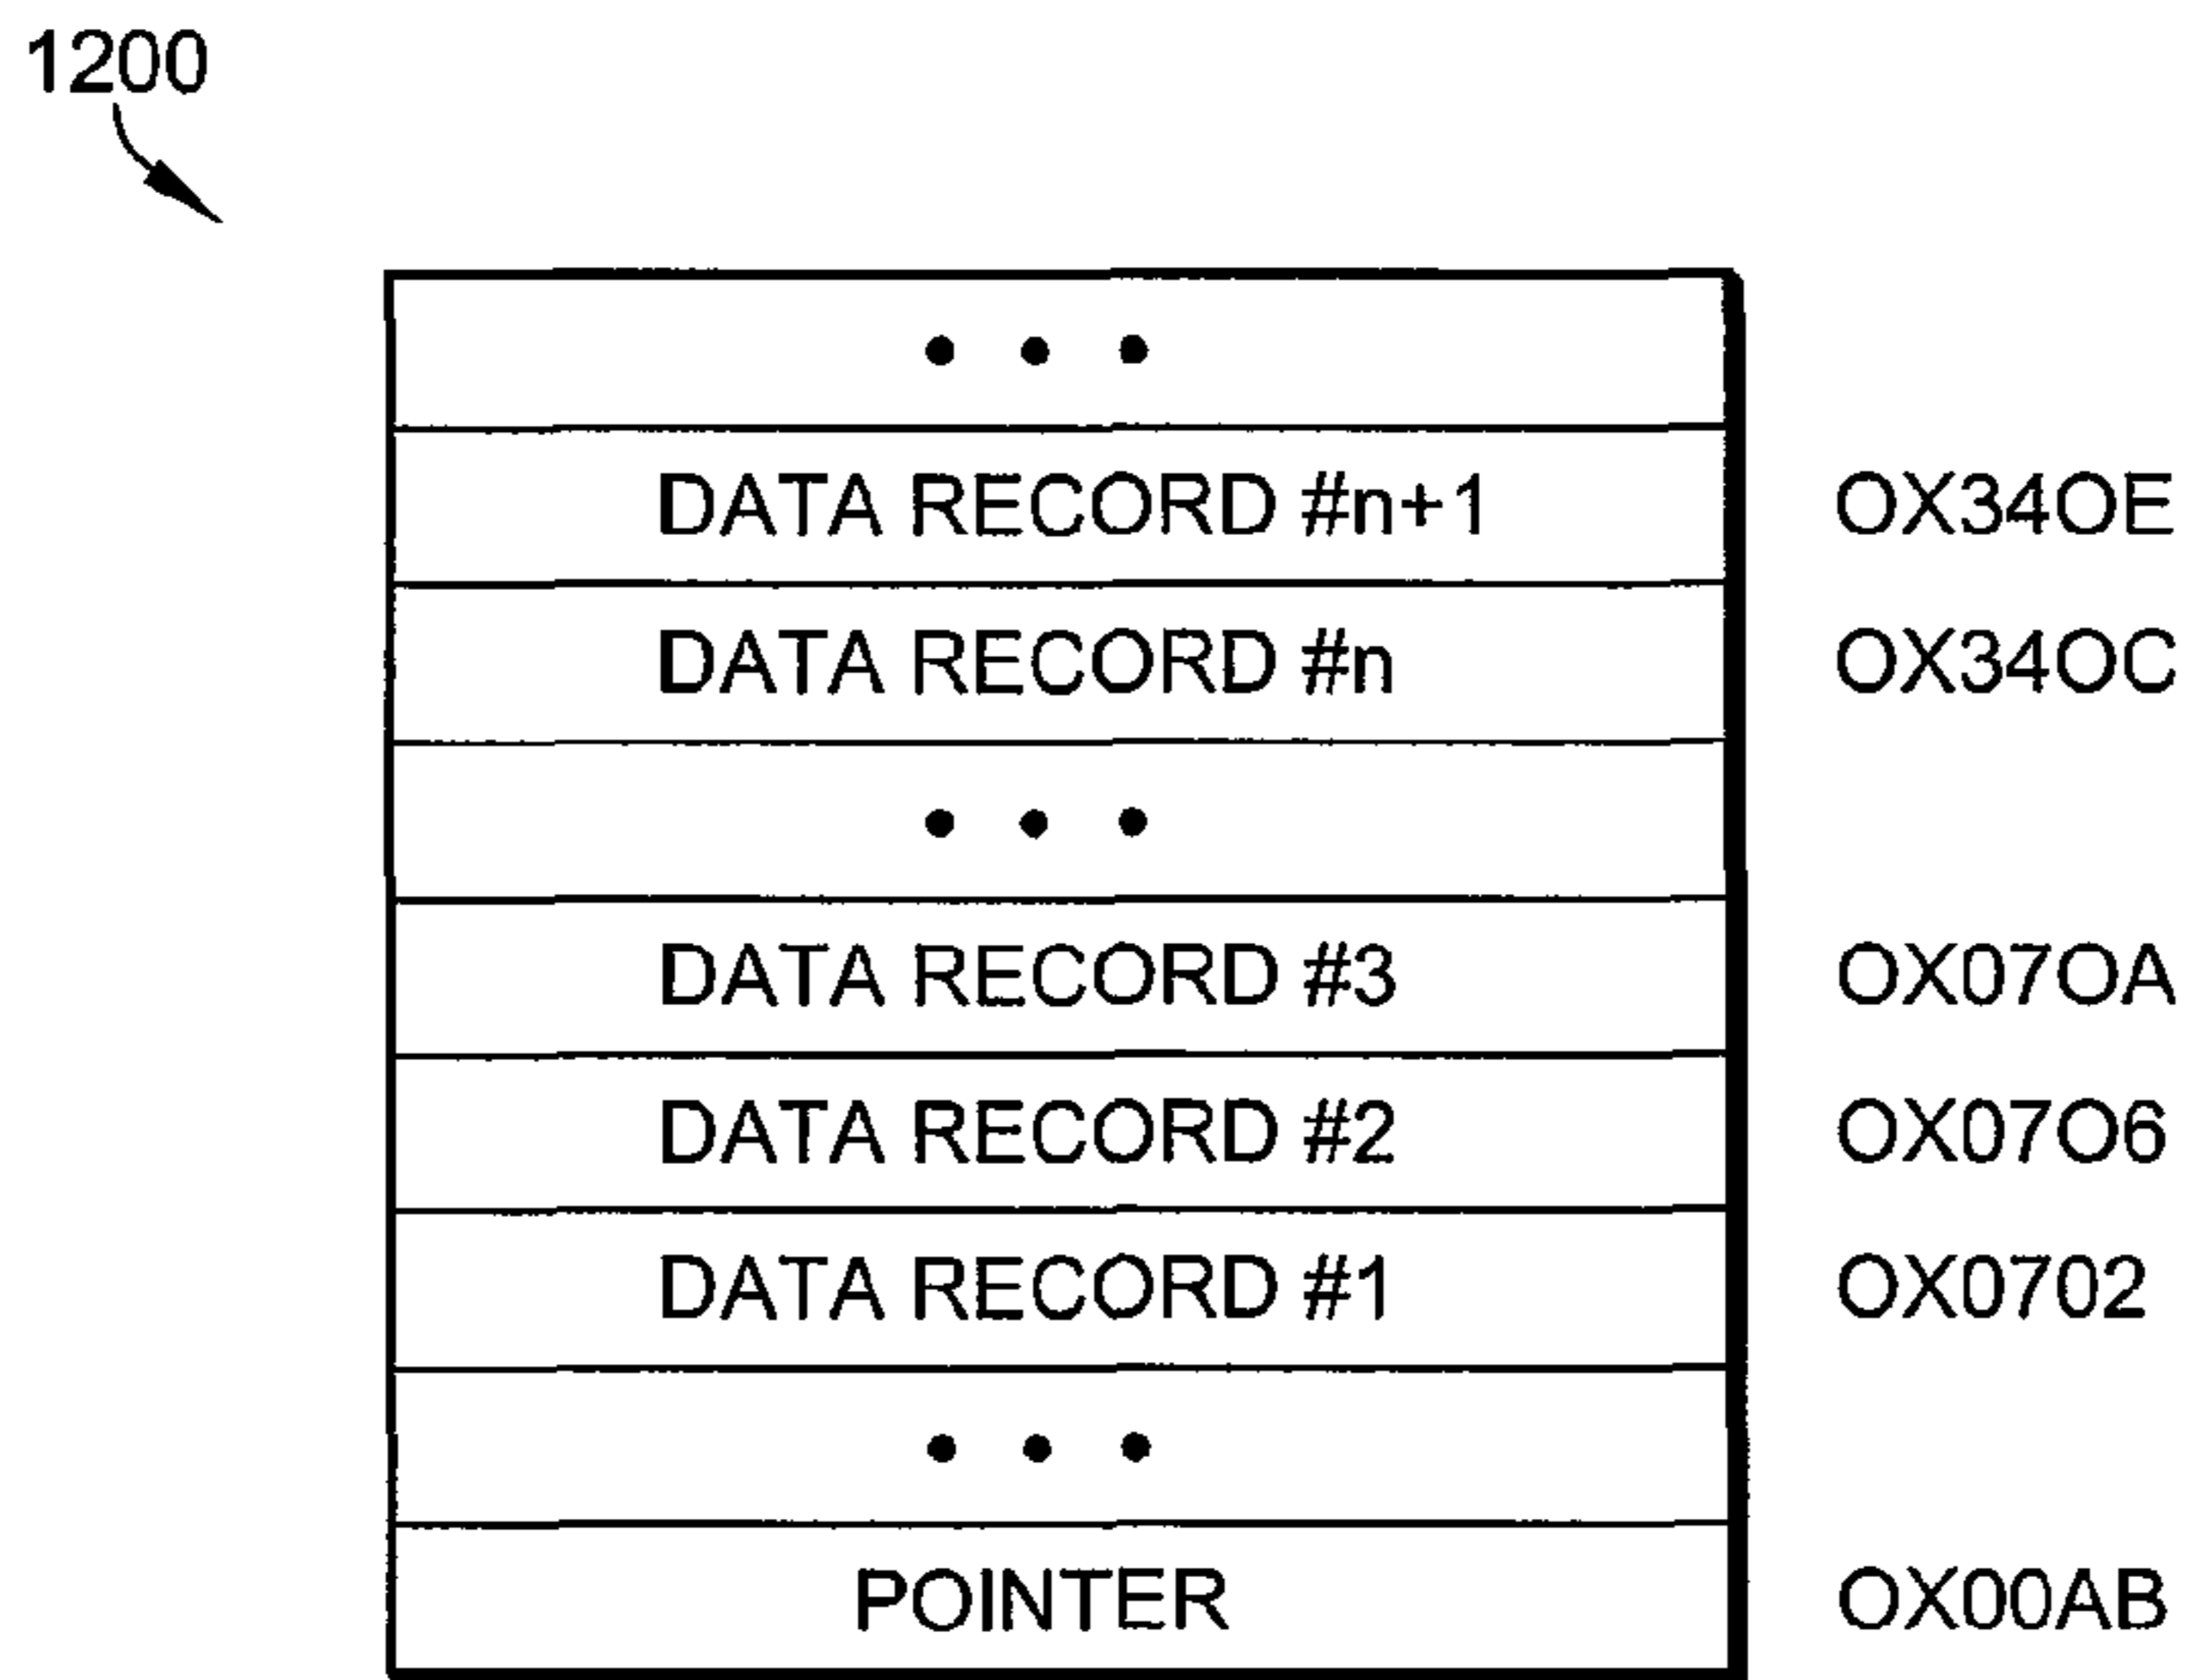 1200
• • •
DATA RECORD #n+1 OX34OE
DATA RECORD #n OX34OC
• • •
DATA RECORD #3 OX07OA
DATA RECORD #2 OX07O6
DATA RECORD #1 OX0702
• • •
POINTER OX00AB